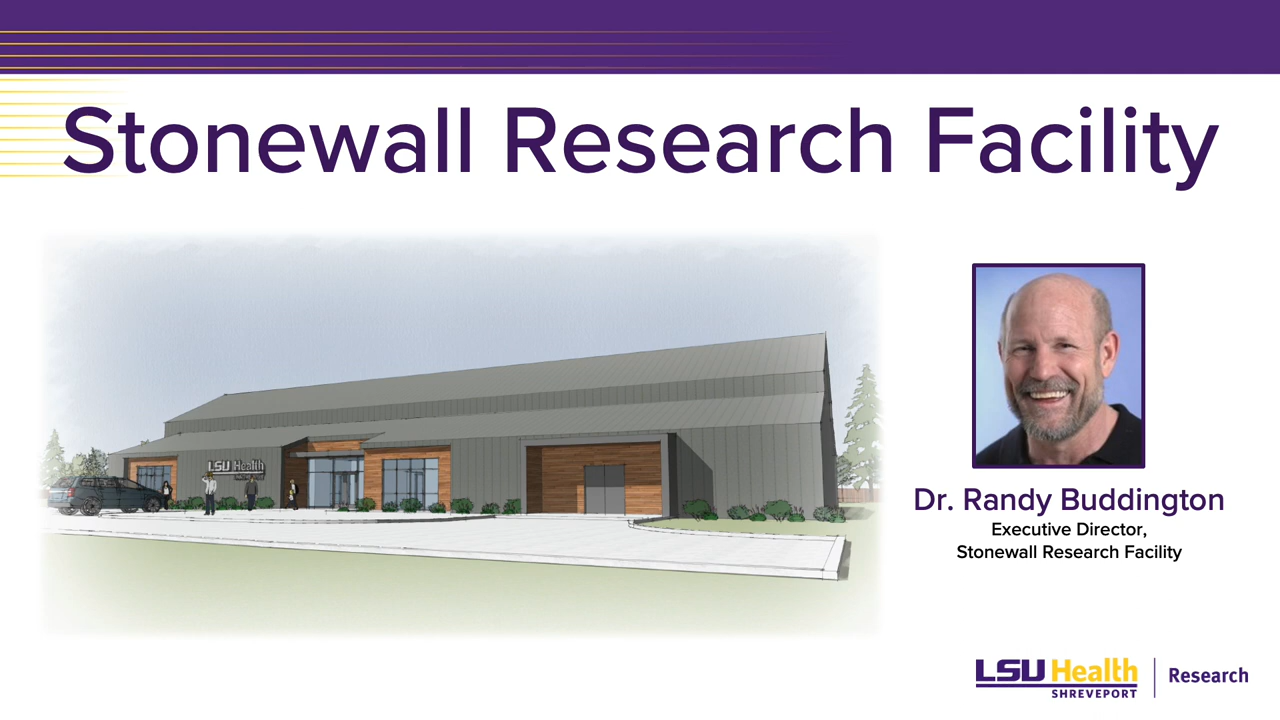 Stonewall Research Facility
LSU Health
Dr. Randy Buddington
Executive Director,
Stonewall Research Facility
LSU Health | Research
SHREVEPORT